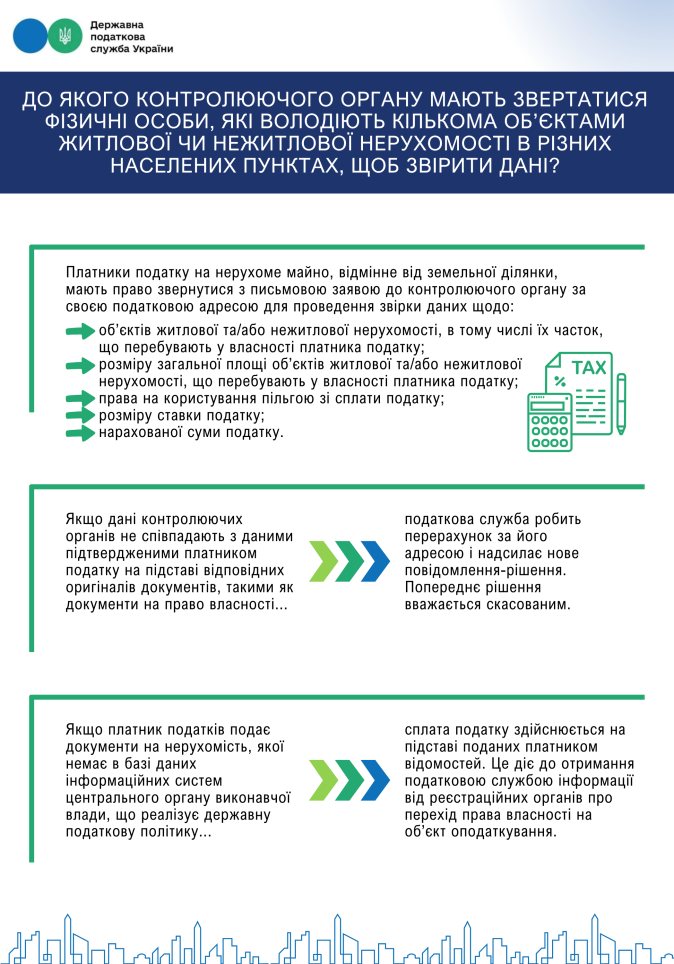 Державна
податкова
служба України
ДО ЯКОГО КОНТРОЛЮЮЧОГО ОРГАНУ МАЮТЬ ЗВЕРТАТИСЯ
ФІЗИЧНІ ОСОБИ, ЯКІ ВОЛОДІЮТЬ КІЛЬКОМА ОБ’ЄКТАМИ
ЖИТЛОВОЇ ЧИ НЕЖИТЛОВОЇ НЕРУХОМОСТІ В РІЗНИХ
НАСЕЛЕНИХ ПУНКТАХ, ЩОБ ЗВІРИТИ ДАНІ?
Платники податку на нерухоме майно, відмінне від земельної ділянки,
мають право звернутися з письмовою заявою до контролюючого органу за
своєю податковою адресою для проведення звірки даних щодо:
об’єктів житлової та/або нежитлової нерухомості, в тому числі їх часток,
що перебувають у власності платника податку;
розміру загальної площі об’єктів житлової та/або нежитлової
нерухомості, що перебувають у власності платника податку;
права на користування пільгою зі сплати податку;
розміру ставки податку;
нарахованої суми податку.
TAX
%
Якщо дані контролюючих
органів не співпадають з даними
підтвердженими платником
податку на підставі відповідних
оригіналів документів, такими як
документи на право власності...
податкова служба робить
перерахунок за його
адресою і надсилає нове
повідомлення-рішення.
Попереднє рішення
вважається скасованим.
Якщо платник податків подає
документи на нерухомість, якої
немає в базі даних
інформаційних систем
центрального органу виконавчої
влади, що реалізує державну
податкову політику...
сплата податку здійснюється на
підставі поданих платником
відомостей. Це діє до отримання
податковою службою інформації
від реєстраційних органів про
перехід права власності на
об’єкт оподаткування.